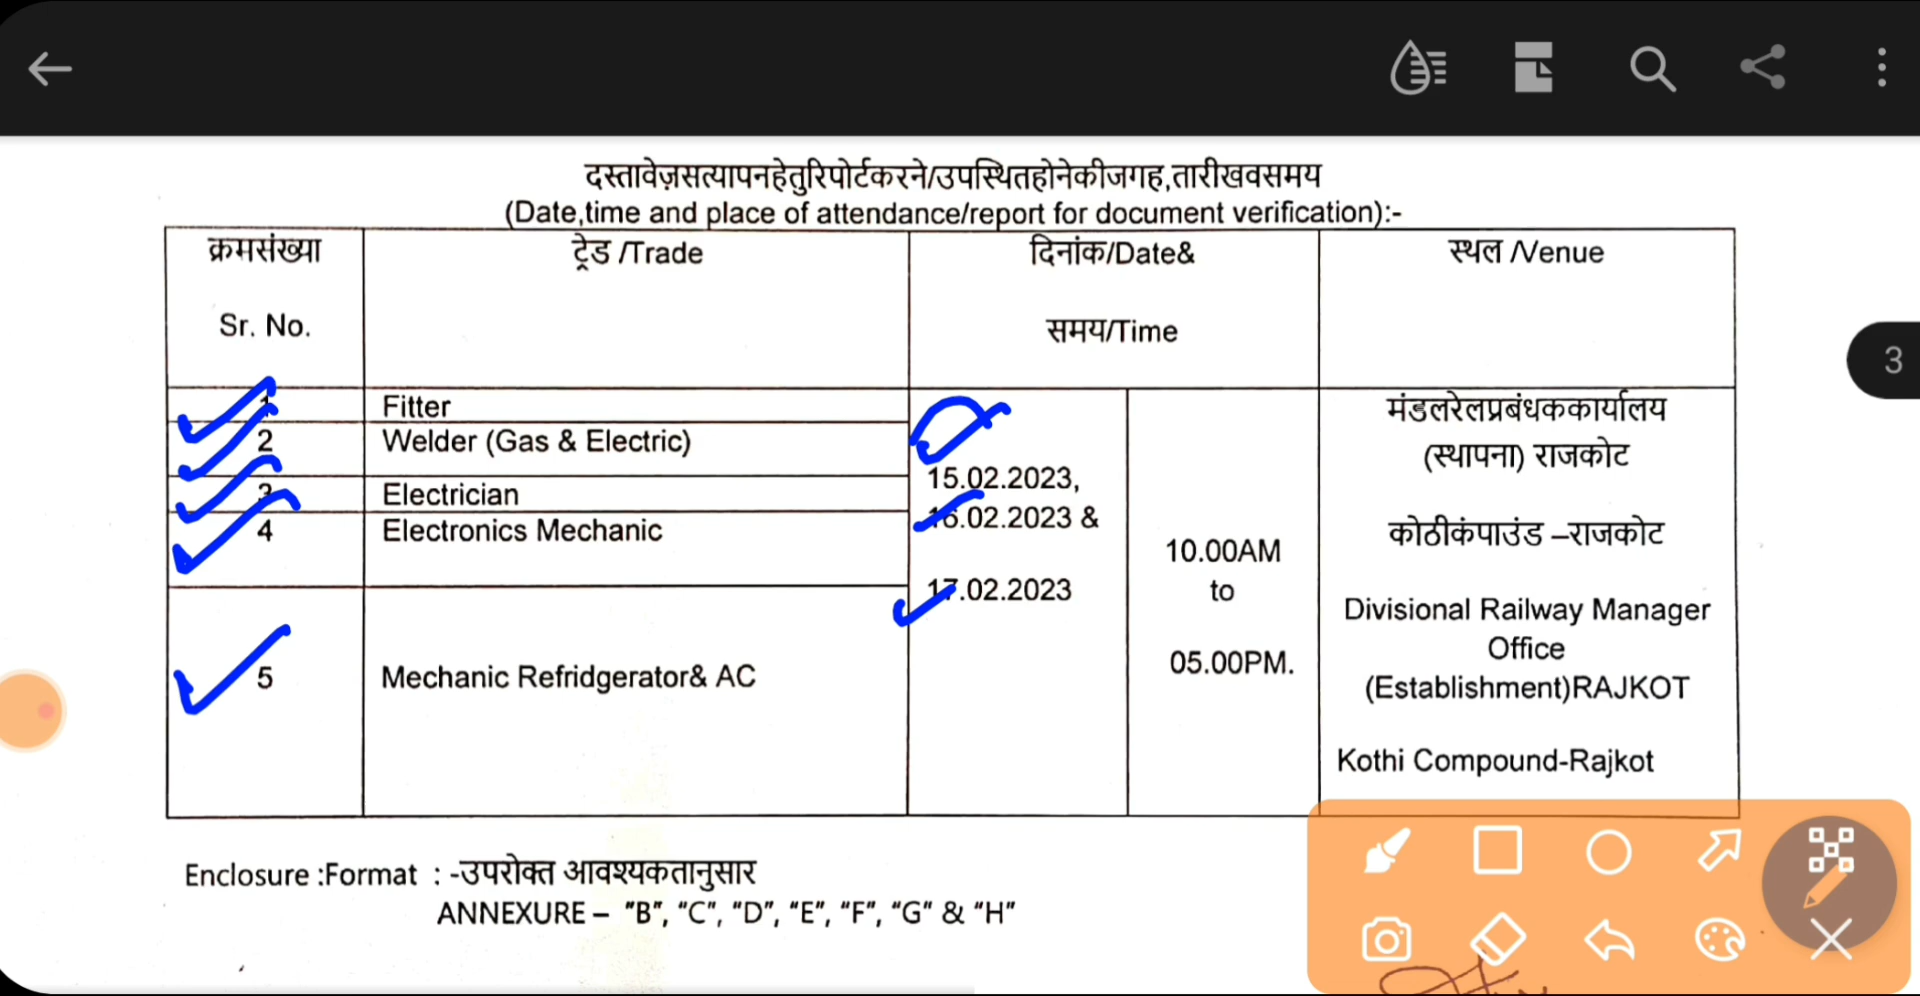 दस्तावेज़सत्यापनहेतुरिपोर्टकरने/उपस्थितहोनेकीजगह,तारीखवसमय
(Date,time and place of attendance/report for document verification):-
क्रमसंख्या
Sr. No.
ट्रेड /Trade
दिनांक/Date&
समय/Time
स्थल /Venue
1 Fitter
2 Welder (Gas & Electric)
3 Electrician
4 Electronics Mechanic
5 Mechanic Refridgerator& AC
15.02.2023,
16.02.2023 &
17.02.2023
10.00AM
to
05.00PM.
मंडलरेलप्रबंधककार्यालय
(स्थापना) राजकोट
कोठीकंपाउंड –राजकोट
Divisional Railway Manager
Office
(Establishment)RAJKOT
Kothi Compound-Rajkot
3
Enclosure :Format : -उपरोक्त आवश्यकतानुसार
ANNEXURE – "B", "C", "D", "E", "F", "G" & "H"